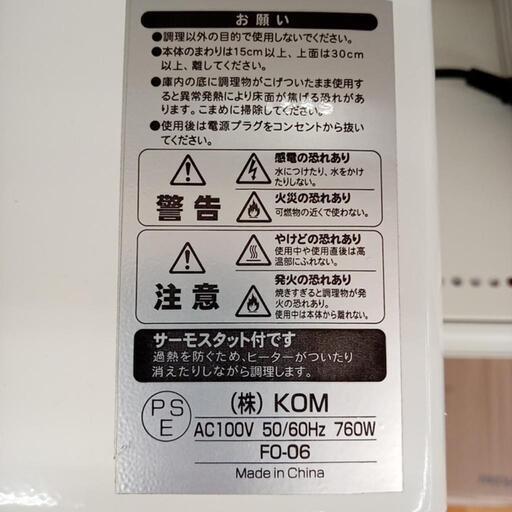 お願い
●調理以外の目的で使用しないでください。
●本体のまわりは15cm以上、上面は30cm
以上、離してください。
●庫内の底に調理物がこげついたまま使用す
ると異常発熱により床面が焦げる恐れがあ
ります。こまめに掃除してください。
●使用後は電源プラグをコンセントから抜い
てください。
警告
感電の恐れあり
水につけたり、水をかけ
たりしない。
火災の恐れあり
可燃物の近くで使わない。
注意
やけどの恐れあり
使用中や使用直後は高
温部にふれない。
発火の恐れあり
焼きすぎると調理物が発
火の恐れあり。
使用中は本体から離れない。
サーモスタット付です
過熱を防ぐため、ヒーターがついたり
消えたりしながら調理します。
PS
E
(株) KOM
AC100V 50/60Hz 760W
FO-06
Made in China